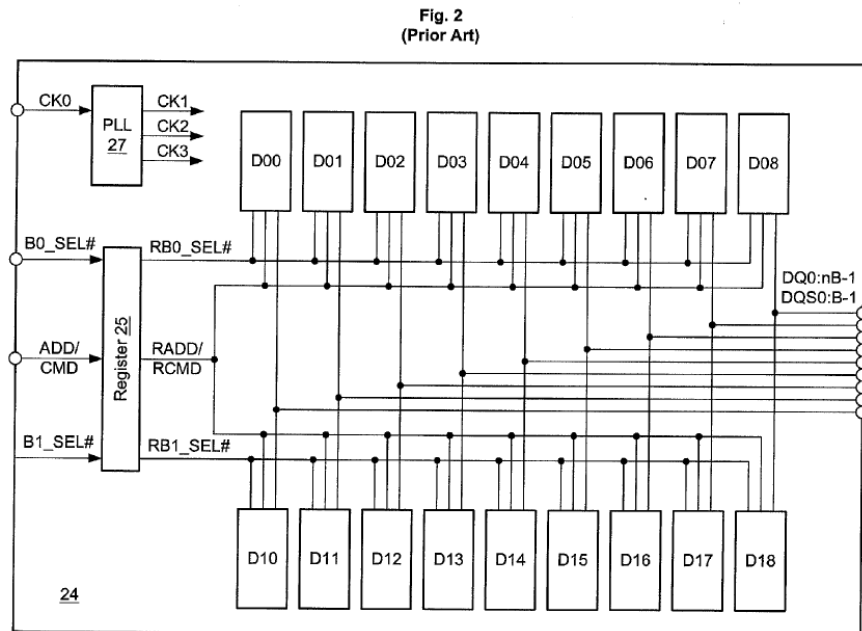 Fig. 2
(Prior Art)
CK0
PLL
27
CK1
CK2
CK3
D00
D01
D02
D03
D04
D05
D06
D07
D08
B0_SEL#
RB0_SEL#
DQ0:nB-1
DQS0:B-1
Register 25
ADD/
CMD
RADD/
RCMD
B1_SEL#
RB1_SEL#
D10
D11
D12
D13
D14
D15
D16
D17
D18
24